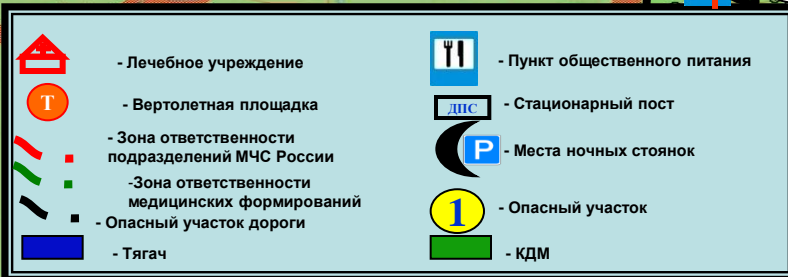 - Лечебное учреждение
Т
- Вертолетная площадка
- Зона ответственности
подразделений МЧС России
-Зона ответственности
медицинских формирований
- Опасный участок дороги
- Тягач
- Пункт общественного питания
ДПС
- Стационарный пост
P
- Места ночных стоянок
1
- Опасный участок
- КДМ